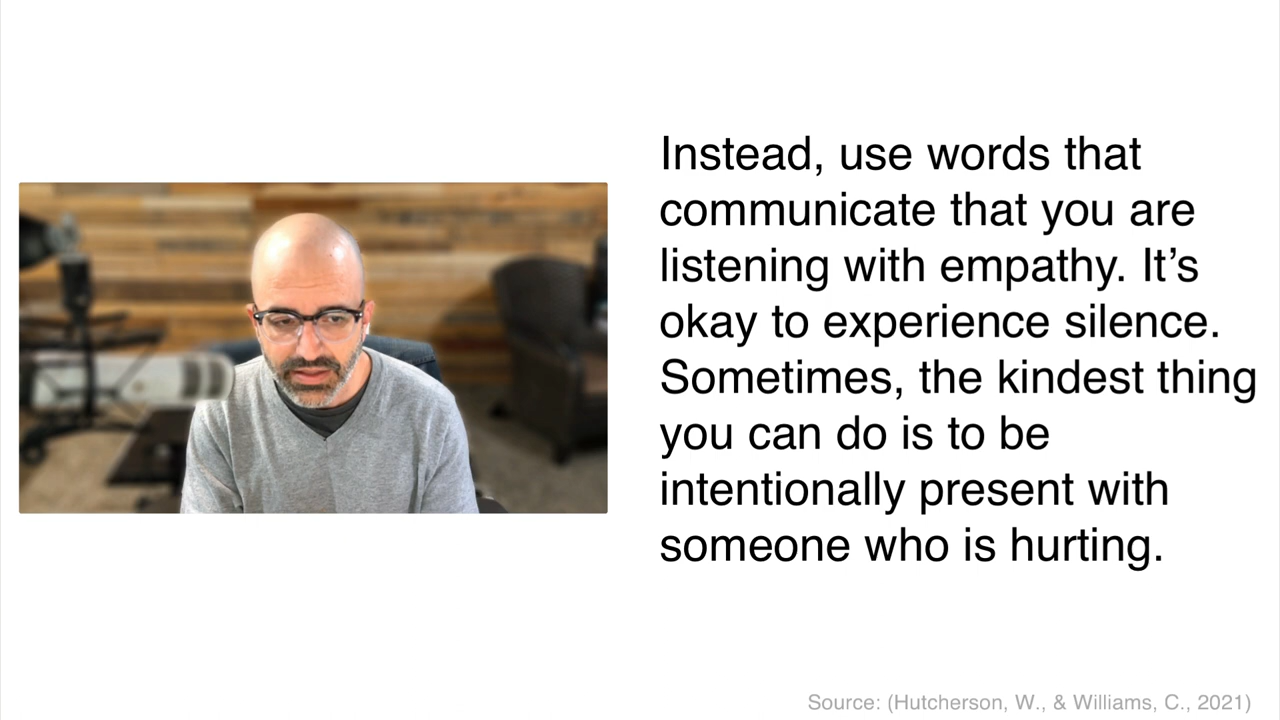 Instead, use words that
communicate that you are
listening with empathy. It’s
okay to experience silence.
Sometimes, the kindest thing
you can do is to be
intentionally present with
someone who is hurting.
Source: (Hutcherson, W., & Williams, C., 2021)